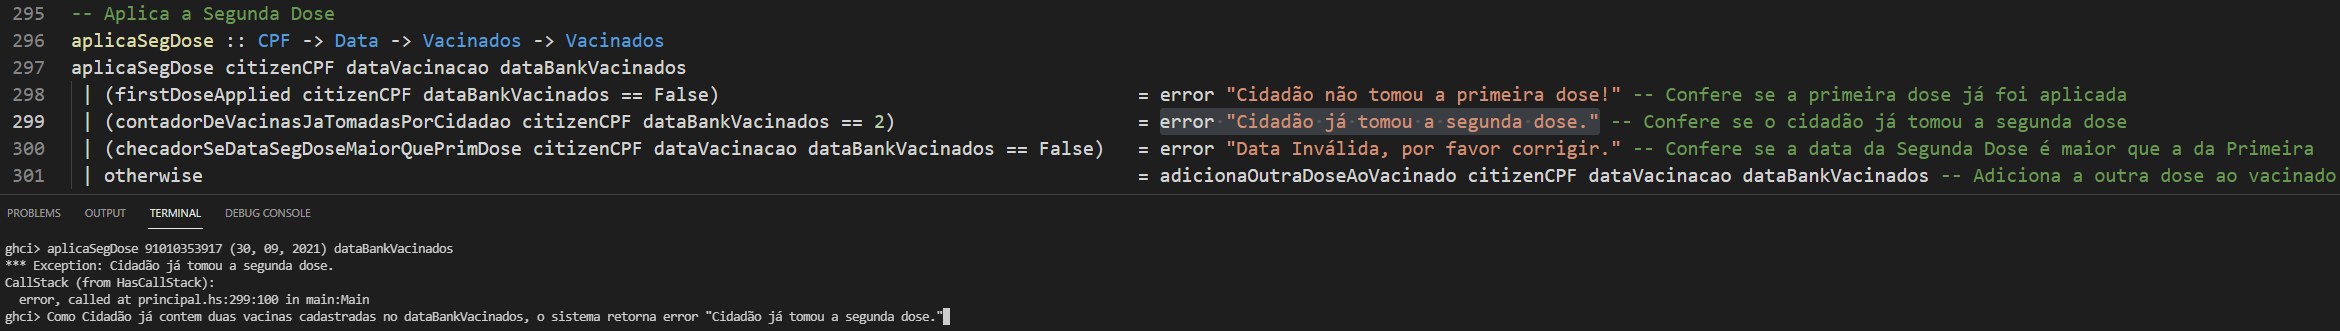 295 -- Aplica a Segunda Dose
296 aplicaSegDose :: CPF -> Data -> Vacinados -> Vacinados
297 aplicaSegDose citizenCPF dataVacinacao dataBankVacinados
298 | (firstDoseApplied citizenCPF dataBankVacinados == False) = error "Cidadão não tomou a primeira dose!" -- Confere se a primeira dose já foi aplicada
299 | (contadorDeVacinasJaTomadasPorCidadao citizenCPF dataBankVacinados == 2) = error "Cidadão já tomou a segunda dose." -- Confere se o cidadão já tomou a segunda dose
300 | (checadorSeDataSegDoseMaiorQuePrimDose citizenCPF dataVacinacao dataBankVacinados == False) = error "Data Inválida, por favor corrigir." -- Confere se a data da Segunda Dose é maior que a da Primeira
301 | otherwise = adicionaOutraDoseAoVacinado citizenCPF dataVacinacao dataBankVacinados -- Adiciona a outra dose ao vacinado
PROBLEMS OUTPUT TERMINAL DEBUG CONSOLE
ghci> aplicaSegDose 91010353917 (30, 09, 2021) dataBankVacinados
*** Exception: Cidadão já tomou a segunda dose.
CallStack (from HasCallStack):
error, called at principal.hs:299:100 in main:Main
ghci> Como Cidadão já contem duas vacinas cadastradas no dataBankVacinados, o sistema retorna error "Cidadão já tomou a segunda dose."